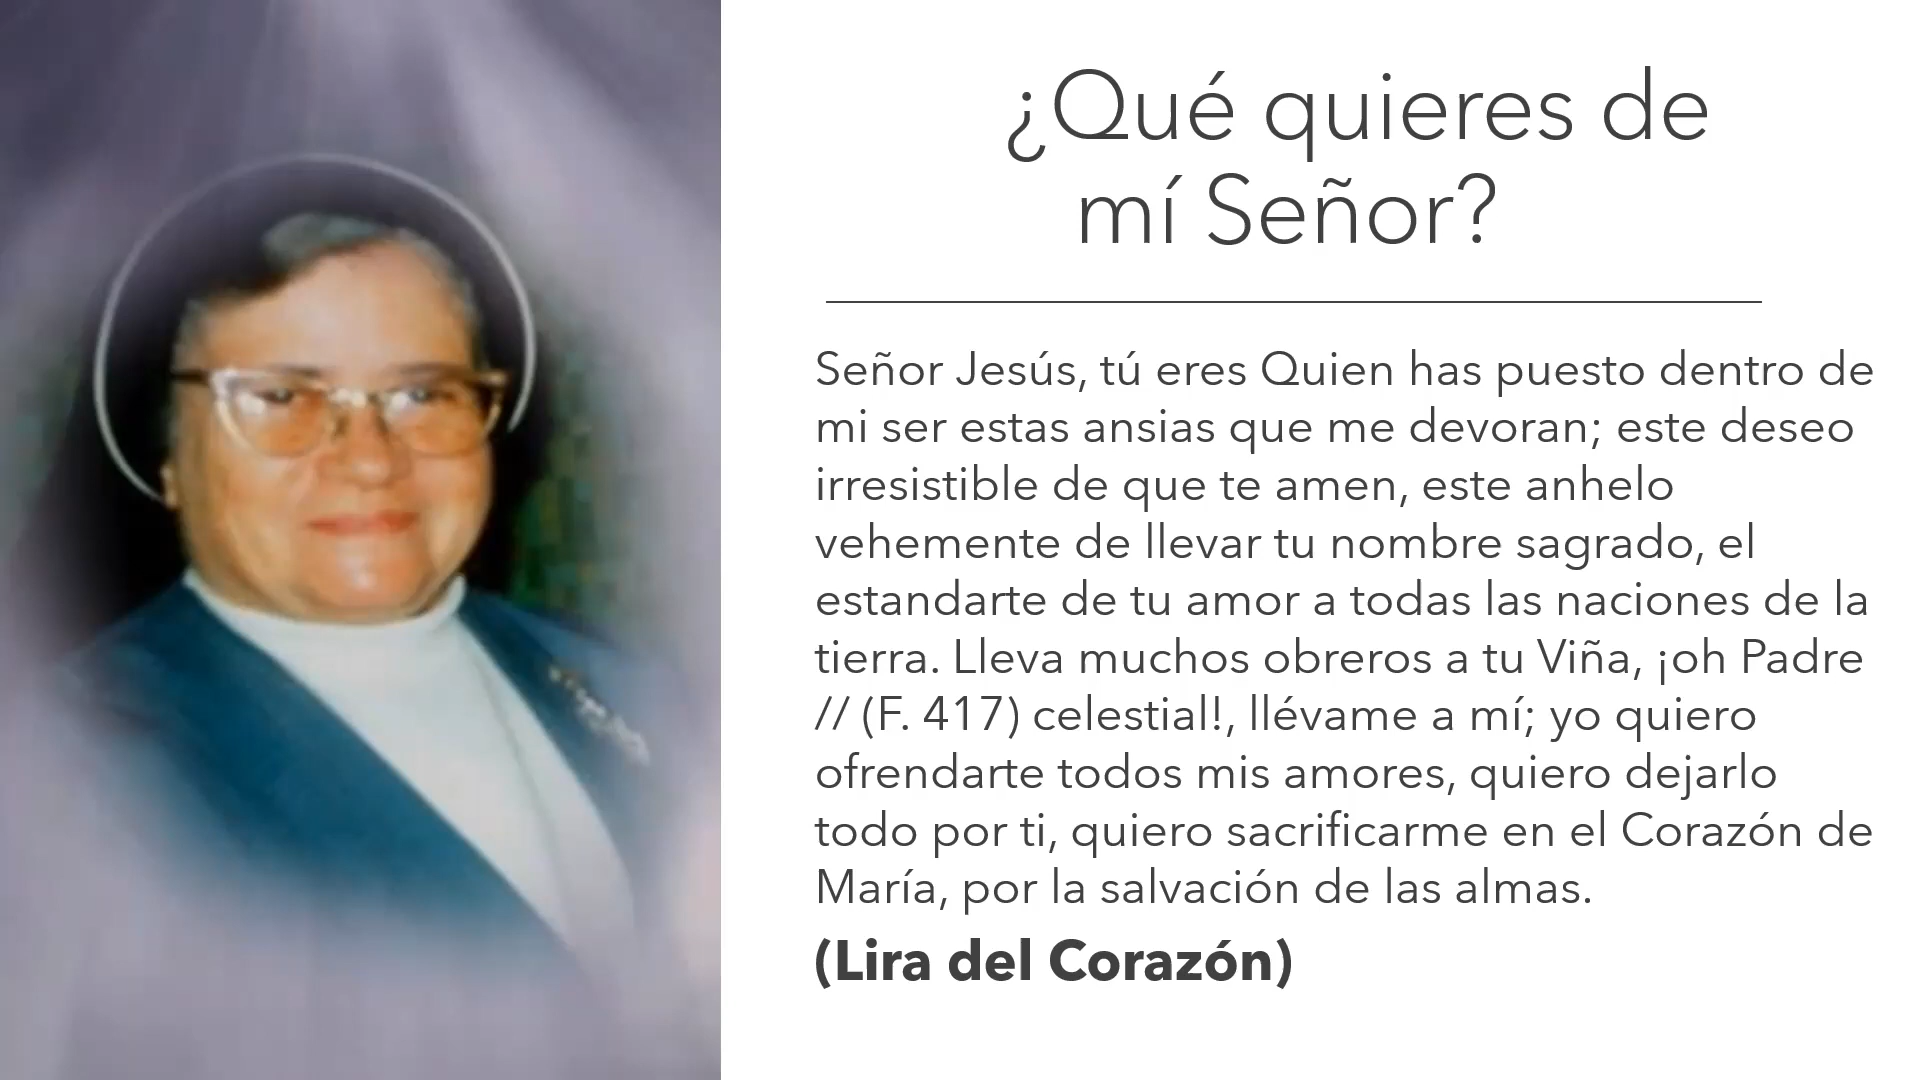 ¿Qué quieres de
mí Señor?
Señor Jesús, tú eres Quien has puesto dentro de
mi ser estas ansias que me devoran; este deseo
irresistible de que te amen, este anhelo
vehemente de llevar tu nombre sagrado, el
estandarte de tu amor a todas las naciones de la
tierra. Lleva muchos obreros a tu Viña, ¡oh Padre
// (F. 417) celestial!, llévame a mí; yo quiero
ofrendarte todos mis amores, quiero dejarlo
todo por ti, quiero sacrificarme en el Corazón de
María, por la salvación de las almas.
(Lira del Corazón)